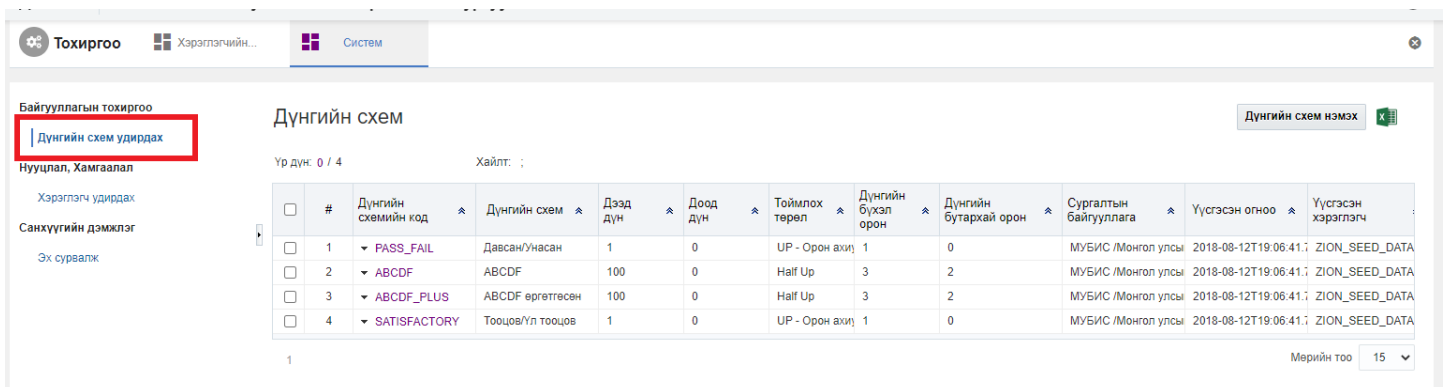 Тохиргоо
Хэрэглэгчийн...
Систем
Байгууллагын тохиргоо
Дүнгийн схем удирдах
Нууцлал, Хамгаалал
Хэрэглэгч удирдах
Санхүүгийн дэмжлэг
Эх сурвалж
Дүнгийн схем
Дүнгийн схем нэмэх
Үр дүн: 0 / 4 Хайлт: ;
# Дүнгийн схемийн код Дүнгийн схем Дээд дүн Доод дүн Тоймлох төрөл Дүнгийн бүхэл орон Дүнгийн бутархай орон Сургалтын байгууллага Үүсгэсэн огноо Үүсгэсэн хэрэглэгч
1 PASS_FAIL Давсан/Унасан 1 0 UP - Орон ахиу 1 0 МУБИС /Монгол улсы 2018-08-12T19:06:41.7 ZION_SEED_DATA
2 ABCDF ABCDF 100 0 Half Up 3 2 МУБИС /Монгол улсы 2018-08-12T19:06:41.7 ZION_SEED_DATA
3 ABCDF_PLUS ABCDF өргөтгөсөн 100 0 Half Up 3 2 МУБИС /Монгол улсы 2018-08-12T19:06:41.7 ZION_SEED_DATA
4 SATISFACTORY Тооцов/Үл тооцов 1 0 UP - Орон ахиу 1 0 МУБИС /Монгол улсы 2018-08-12T19:06:41.7 ZION_SEED_DATA
1
Мөрийн тоо 15